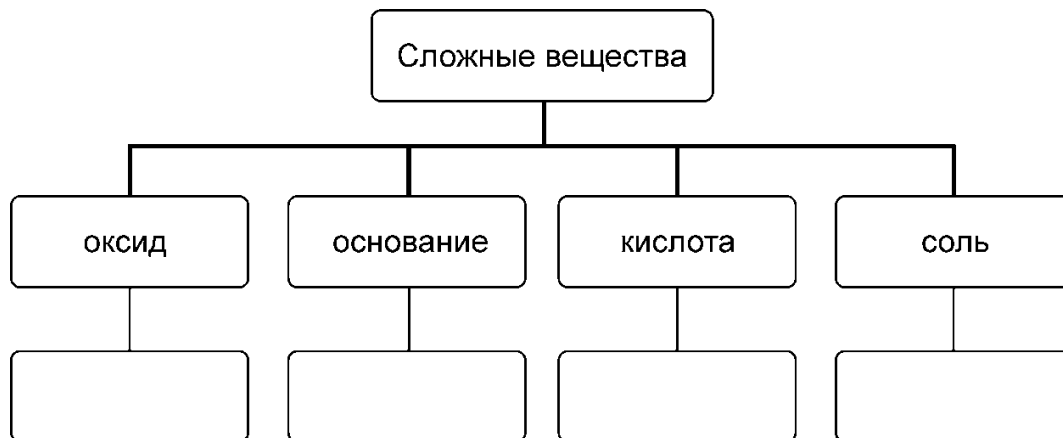 Сложные вещества
оксид
основание
кислота
соль